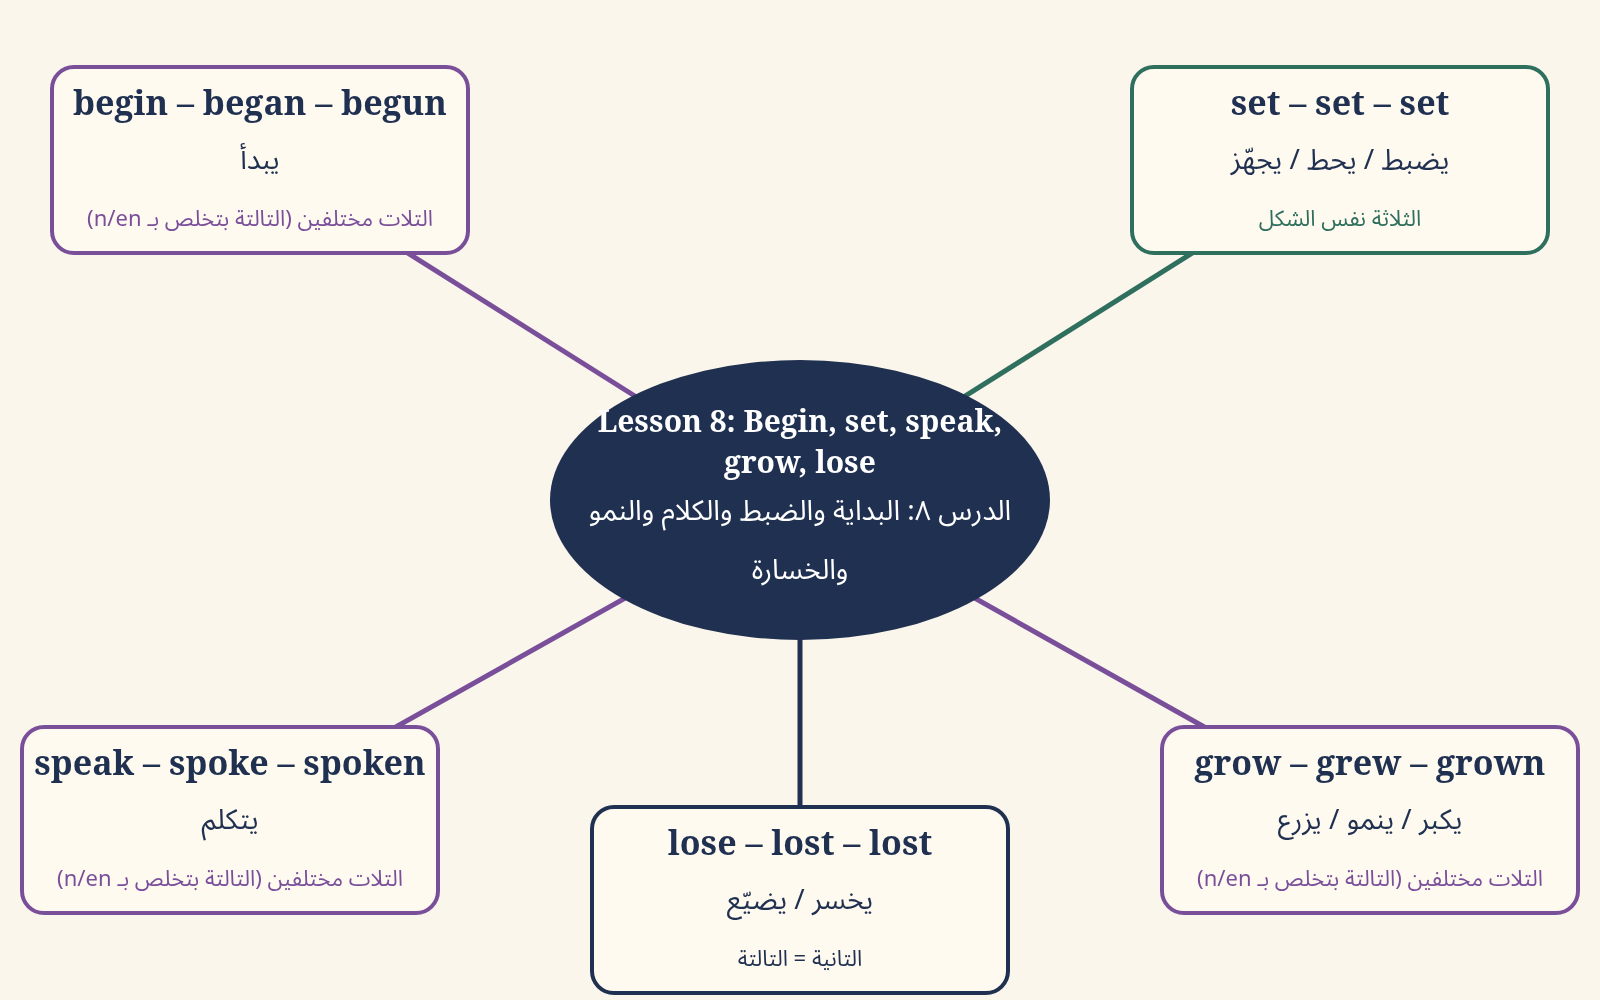 begin – began – begun
يبدأ
التلات مختلفين (التالتة بتخلص بـ n/en)
set – set – set
يضبط / يحط / يجهّز
الثلاثة نفس الشكل
Lesson 8: Begin, set, speak,
grow, lose
الدرس ٨: البداية والضبط والكلام والنمو
والخسارة
speak – spoke – spoken
يتكلم
التلات مختلفين (التالتة بتخلص بـ n/en)
lose – lost – lost
يخسر / يضيّع
التانية = التالتة
grow – grew – grown
يكبر / ينمو / يزرع
التلات مختلفين (التالتة بتخلص بـ n/en)